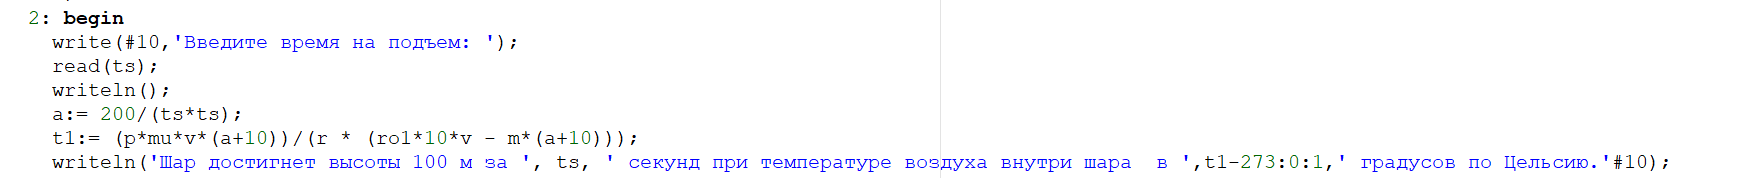 2: begin
write(#10,'Введите время на подъем: ');
read(ts);
writeln();
a:= 200/(ts*ts);
t1:= (p*mu*v*(a+10))/(r * (ro1*10*v - m*(a+10)));
writeln('Шар достигнет высоты 100 м за ', ts, ' секунд при температуре воздуха внутри шара  в ',t1-273:0:1,' градусов по Цельсию.'#10);